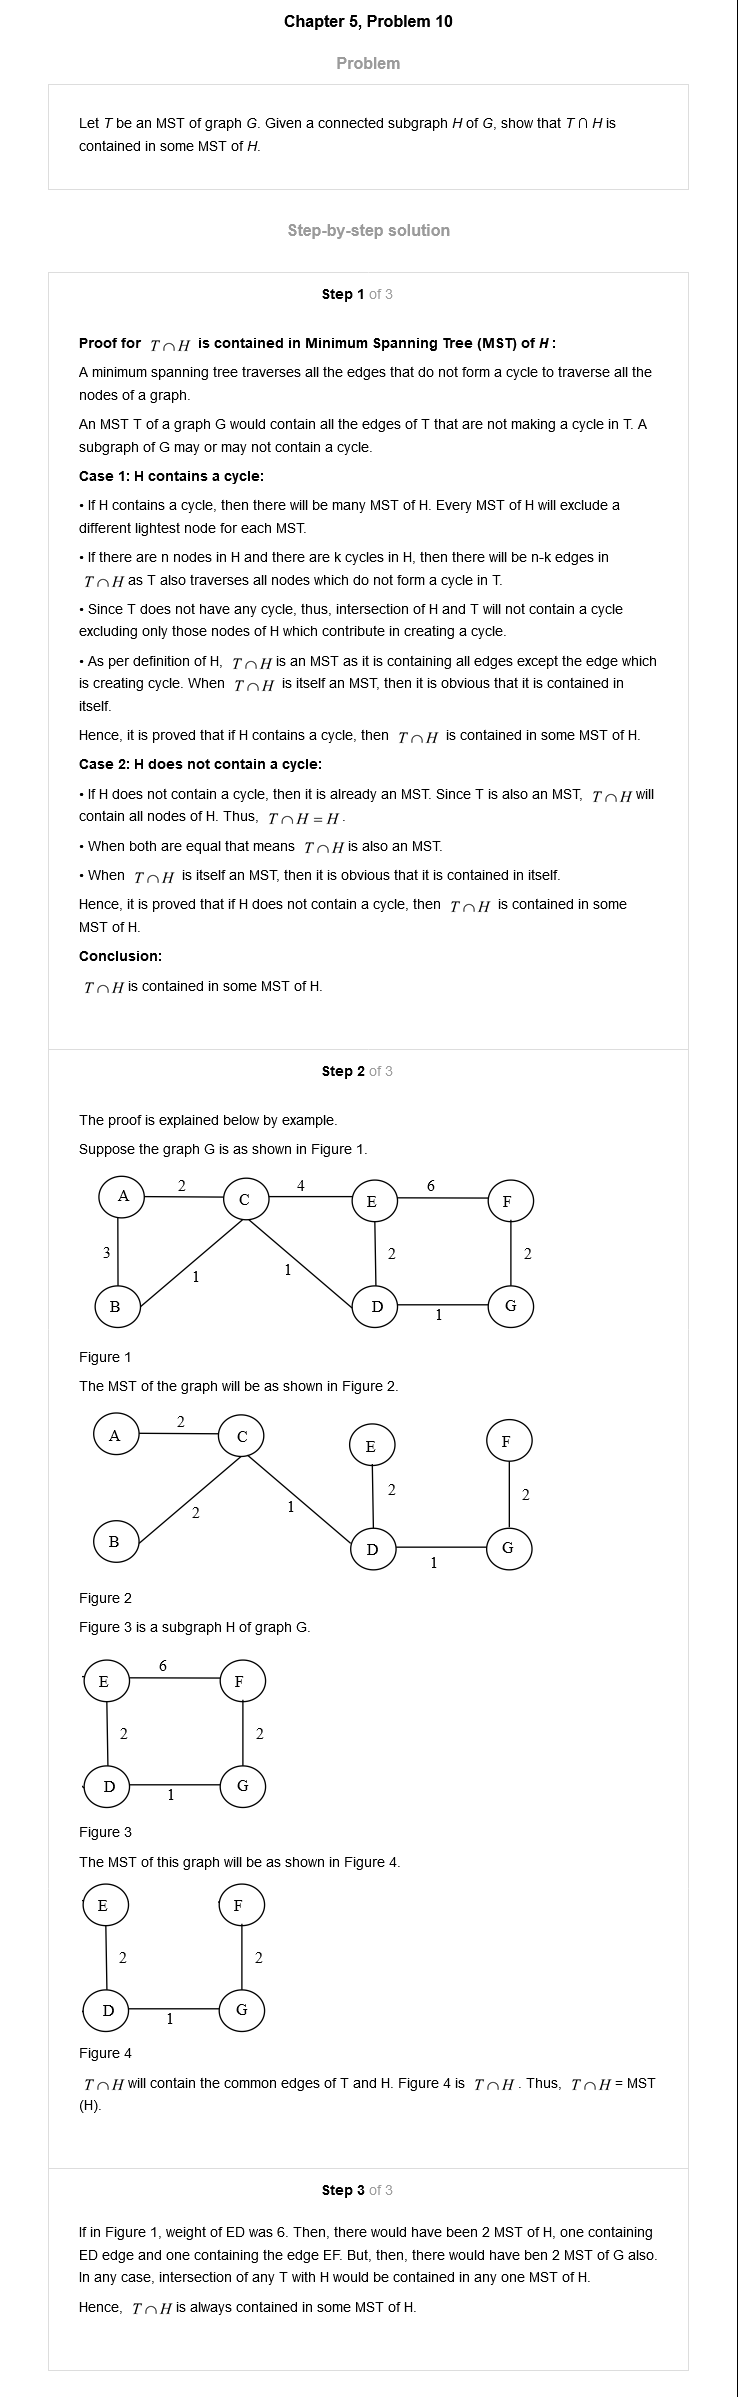 Chapter 5, Problem 10
Problem
Let T be an MST of graph G. Given a connected subgraph H of G, show that T ∩ H is
contained in some MST of H.
Step-by-step solution
Step 1 of 3
Proof for T∩H is contained in Minimum Spanning Tree (MST) of H :
A minimum spanning tree traverses all the edges that do not form a cycle to traverse all the
nodes of a graph.
An MST T of a graph G would contain all the edges of T that are not making a cycle in T. A
subgraph of G may or may not contain a cycle.
Case 1: H contains a cycle:
• If H contains a cycle, then there will be many MST of H. Every MST of H will exclude a
different lightest node for each MST.
• If there are n nodes in H and there are k cycles in H, then there will be n-k edges in
T∩H as T also traverses all nodes which do not form a cycle in T.
• Since T does not have any cycle, thus, intersection of H and T will not contain a cycle
excluding only those nodes of H which contribute in creating a cycle.
• As per definition of H, T∩H is an MST as it is containing all edges except the edge which
is creating cycle. When T∩H is itself an MST, then it is obvious that it is contained in
itself.
Hence, it is proved that if H contains a cycle, then T∩H is contained in some MST of H.
Case 2: H does not contain a cycle:
• If H does not contain a cycle, then it is already an MST. Since T is also an MST, T∩H will
contain all nodes of H. Thus, T∩H = H .
• When both are equal that means T∩H is also an MST.
• When T∩H is itself an MST, then it is obvious that it is contained in itself.
Hence, it is proved that if H does not contain a cycle, then T∩H is contained in some
MST of H.
Conclusion:
T∩H is contained in some MST of H.
Step 2 of 3
The proof is explained below by example.
Suppose the graph G is as shown in Figure 1.
2 4 6
A C E F
3 2 2
1 1
B D G
1
Figure 1
The MST of the graph will be as shown in Figure 2.
2
A C E F
2 2
2 1
B D G
1
Figure 2
Figure 3 is a subgraph H of graph G.
6
E F
2 2
D G
1
Figure 3
The MST of this graph will be as shown in Figure 4.
E F
2 2
D G
1
Figure 4
T∩H will contain the common edges of T and H. Figure 4 is T∩H . Thus, T∩H = MST
(H).
Step 3 of 3
If in Figure 1, weight of ED was 6. Then, there would have been 2 MST of H, one containing
ED edge and one containing the edge EF. But, then, there would have ben 2 MST of G also.
In any case, intersection of any T with H would be contained in any one MST of H.
Hence, T∩H is always contained in some MST of H.